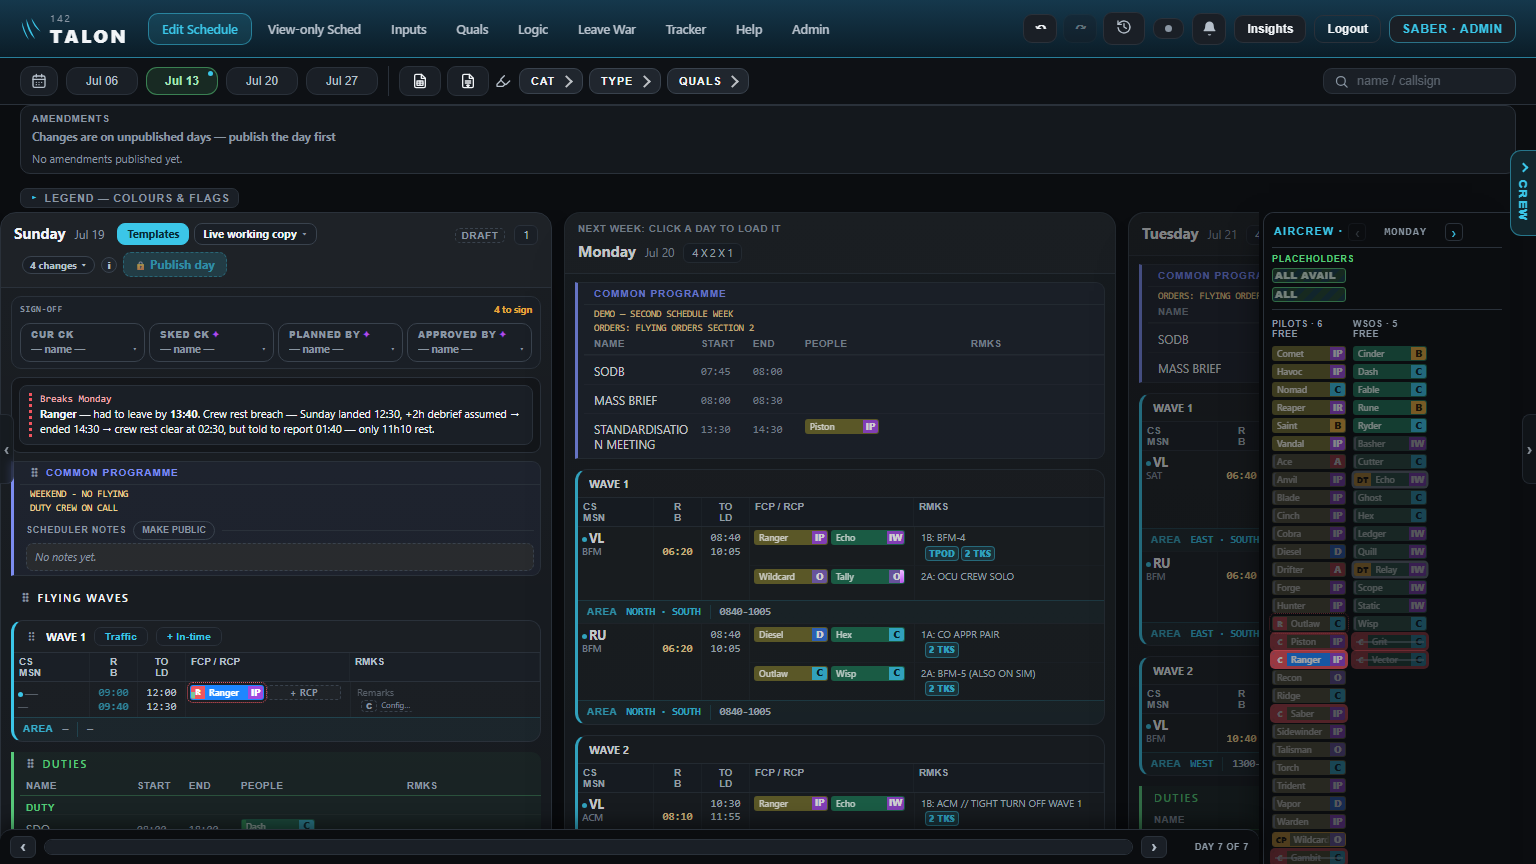 142
TALON
Edit Schedule
View-only Sched
Inputs
Quals
Logic
Leave War
Tracker
Help
Admin
Insights
Logout
SABER · ADMIN
Jul 06
Jul 13
Jul 20
Jul 27
CAT
TYPE
QUALS
name / callsign
AMENDMENTS
Changes are on unpublished days — publish the day first
No amendments published yet.
LEGEND — COLOURS & FLAGS
CREW
Sunday Jul 19
Templates
Live working copy
DRAFT
1
4 changes
i
Publish day
SIGN-OFF
4 to sign
CUR CK
— name —
SKED CK
— name —
PLANNED BY
— name —
APPROVED BY
— name —
Breaks Monday
Ranger — had to leave by 13:40. Crew rest breach — Sunday landed 12:30, +2h debrief assumed →
ended 14:30 → crew rest clear at 02:30, but told to report 01:40 — only 11h10 rest.
COMMON PROGRAMME
WEEKEND - NO FLYING
DUTY CREW ON CALL
SCHEDULER NOTES
MAKE PUBLIC
No notes yet.
FLYING WAVES
WAVE 1
Traffic
+ In-time
CS
MSN
R
B
TO
LD
FCP / RCP
RMKS
—
—
09:00
09:40
12:00
12:30
R Ranger IP
+ RCP
Remarks
C Config...
AREA — —
DUTIES
NAME START END PEOPLE RMKS
DUTY
Dash C
NEXT WEEK: CLICK A DAY TO LOAD IT
Monday Jul 20
4 X 2 X 1
COMMON PROGRAMME
DEMO — SECOND SCHEDULE WEEK
ORDERS: FLYING ORDERS SECTION 2
NAME START END PEOPLE RMKS
SODB 07:45 08:00
MASS BRIEF 08:00 08:30
STANDARDISATIO
N MEETING
13:30 14:30 Piston IP
WAVE 1
CS
MSN
R
B
TO
LD
FCP / RCP
RMKS
VL
BFM
06:20
08:40
10:05
Ranger IP Echo IW
1B: BFM-4
TPOD 2 TKS
Wildcard O Tally O
2A: OCU CREW SOLO
AREA NORTH · SOUTH 0840-1005
RU
BFM
06:20
08:40
10:05
Diesel D Hex C
1A: CO APPR PAIR
2 TKS
Outlaw C Wisp C
2A: BFM-5 (ALSO ON SIM)
2 TKS
AREA NORTH · SOUTH 0840-1005
WAVE 2
CS
MSN
R
B
TO
LD
FCP / RCP
RMKS
VL
ACM
08:10
10:30
11:55
Ranger IP Echo IW
1B: ACM // TIGHT TURN OFF WAVE 1
2 TKS
Tuesday Jul 21
4
COMMON PROGRA
ORDERS: FLYING ORDE
NAME
SODB
MASS BRIEF
WAVE 1
CS
MSN
R
B
VL
SAT
06:40
AREA EAST · SOUTH
RU
BFM
06:40
AREA EAST · SOUTH
WAVE 2
CS
MSN
R
B
VL
BFM
10:40
AREA WEST 1300-
DUTIES
NAME
AIRCREW ·
MONDAY
PLACEHOLDERS
ALL AVAIL
ALL
PILOTS · 6
FREE
WSOS · 5
FREE
Comet IP Cinder B
Havoc IP Dash C
Nomad C Fable C
Reaper IR Rune B
Saint B Ryder C
Vandal IP Basher IW
Ace A Cutter C
Anvil IP DT Echo IW
Blade IP Ghost C
Cinch IP Hex C
Cobra IP Ledger IW
Diesel D Quill IW
Drifter A DT Relay IW
Forge IP Scope IW
Hunter IP Static IW
R Outlaw C Wisp C
C Piston IP C Grit C
C Ranger IP C Vector C
Recon O
Ridge C
C Saber IP
Sidewinder IP
Talisman O
Torch C
Trident IP
Vapor D
Warden IP
CP Wildcard O
C Gambit C
DAY 7 OF 7